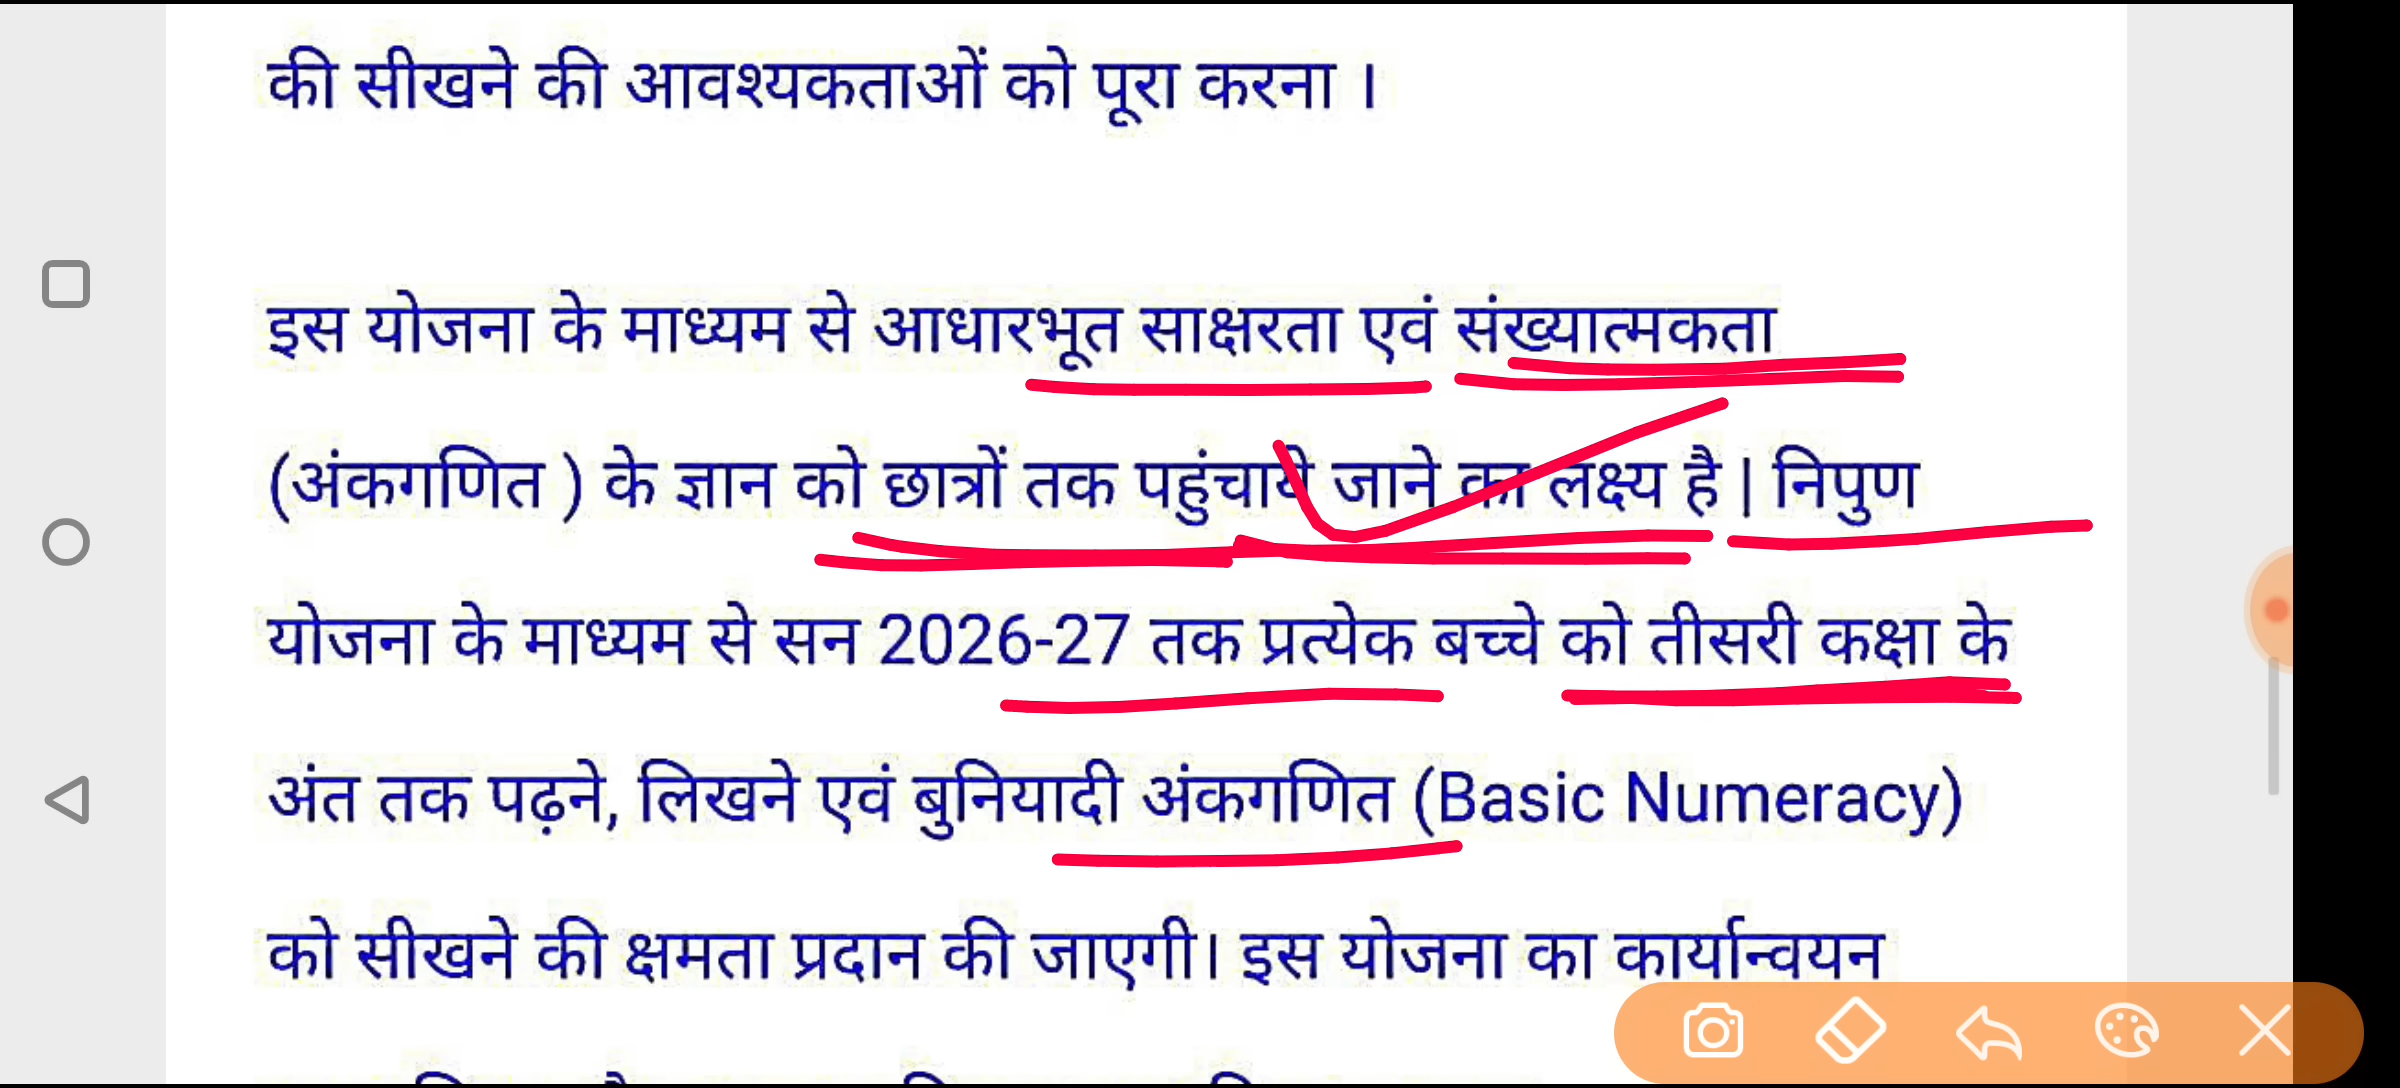 की सीखने की आवश्यकताओं को पूरा करना ।
इस योजना के माध्यम से आधारभूत साक्षरता एवं संख्यात्मकता
(अंकगणित ) के ज्ञान को छात्रों तक पहुंचाये जाने का लक्ष्य है | निपुण
योजना के माध्यम से सन 2026-27 तक प्रत्येक बच्चे को तीसरी कक्षा के
अंत तक पढ़ने, लिखने एवं बुनियादी अंकगणित (Basic Numeracy)
को सीखने की क्षमता प्रदान की जाएगी। इस योजना का कार्यान्वयन